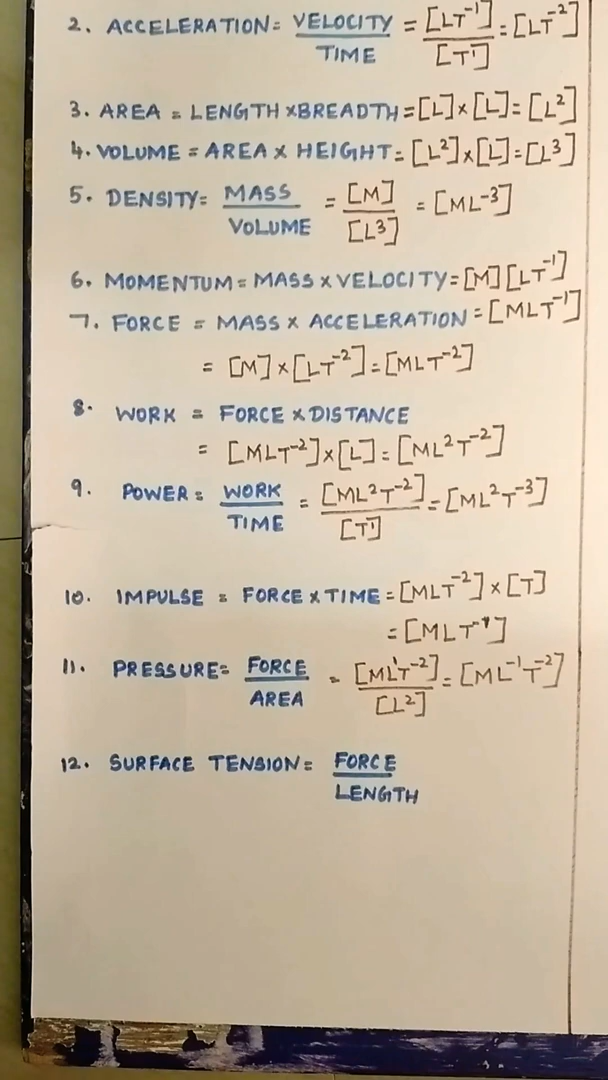 2. ACCELERATION = VELOCITY / TIME = [LT⁻¹] / [T¹] = [LT⁻²]
3. AREA = LENGTH × BREADTH = [L] × [L] = [L²]
4. VOLUME = AREA × HEIGHT = [L²] × [L] = [L³]
5. DENSITY = MASS / VOLUME = [M] / [L³] = [ML⁻³]
6. MOMENTUM = MASS × VELOCITY = [M] [LT⁻¹]
= [MLT⁻¹]
7. FORCE = MASS × ACCELERATION
= [M] × [LT⁻²] = [MLT⁻²]
8. WORK = FORCE × DISTANCE
= [MLT⁻²] × [L] = [ML²T⁻²]
9. POWER = WORK / TIME = [ML²T⁻²] / [T¹] = [ML²T⁻³]
10. IMPULSE = FORCE × TIME = [MLT⁻²] × [T]
= [MLT⁻¹]
11. PRESSURE = FORCE / AREA = [ML¹T⁻²] / [L²] = [ML⁻¹T⁻²]
12. SURFACE TENSION = FORCE / LENGTH